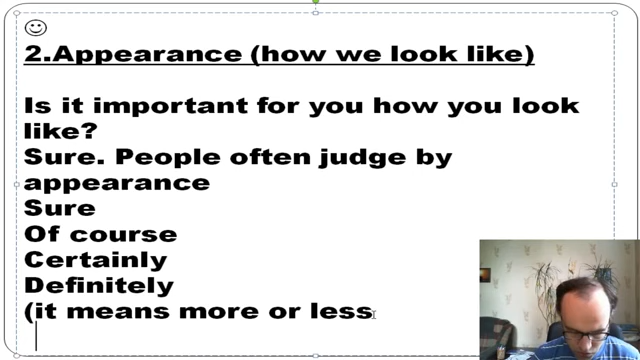 2.Appearance (how we look like)
Is it important for you how you look
like?
Sure. People often judge by
appearance
Sure
Of course
Certainly
Definitely
(it means more or less